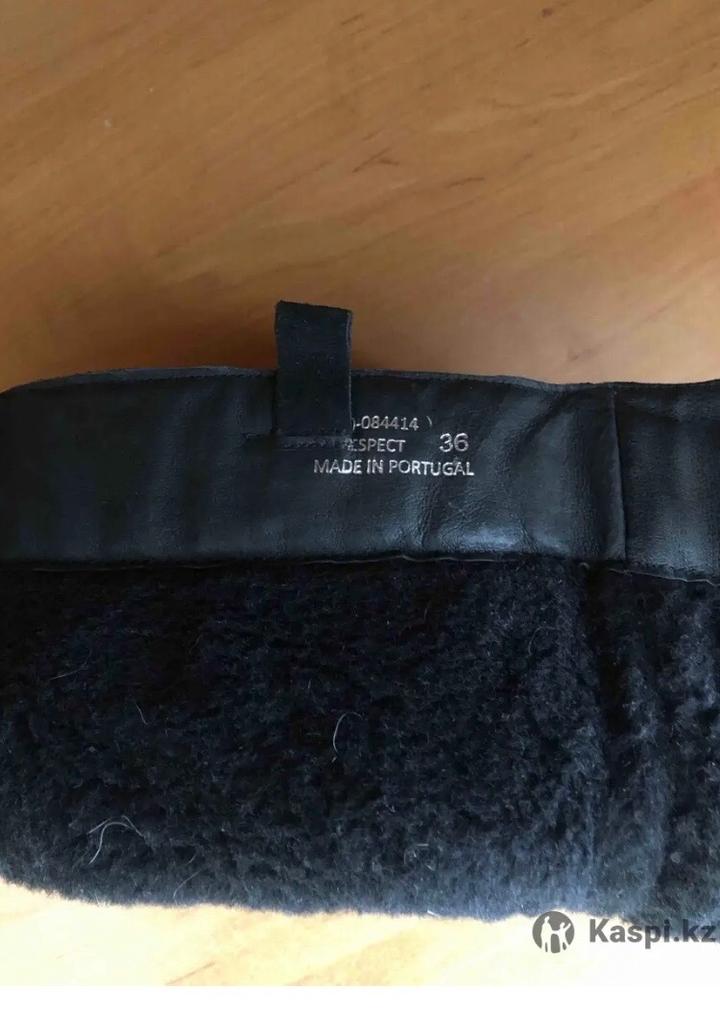 -084414
ESPECT 36
MADE IN PORTUGAL
Kaspi.kz